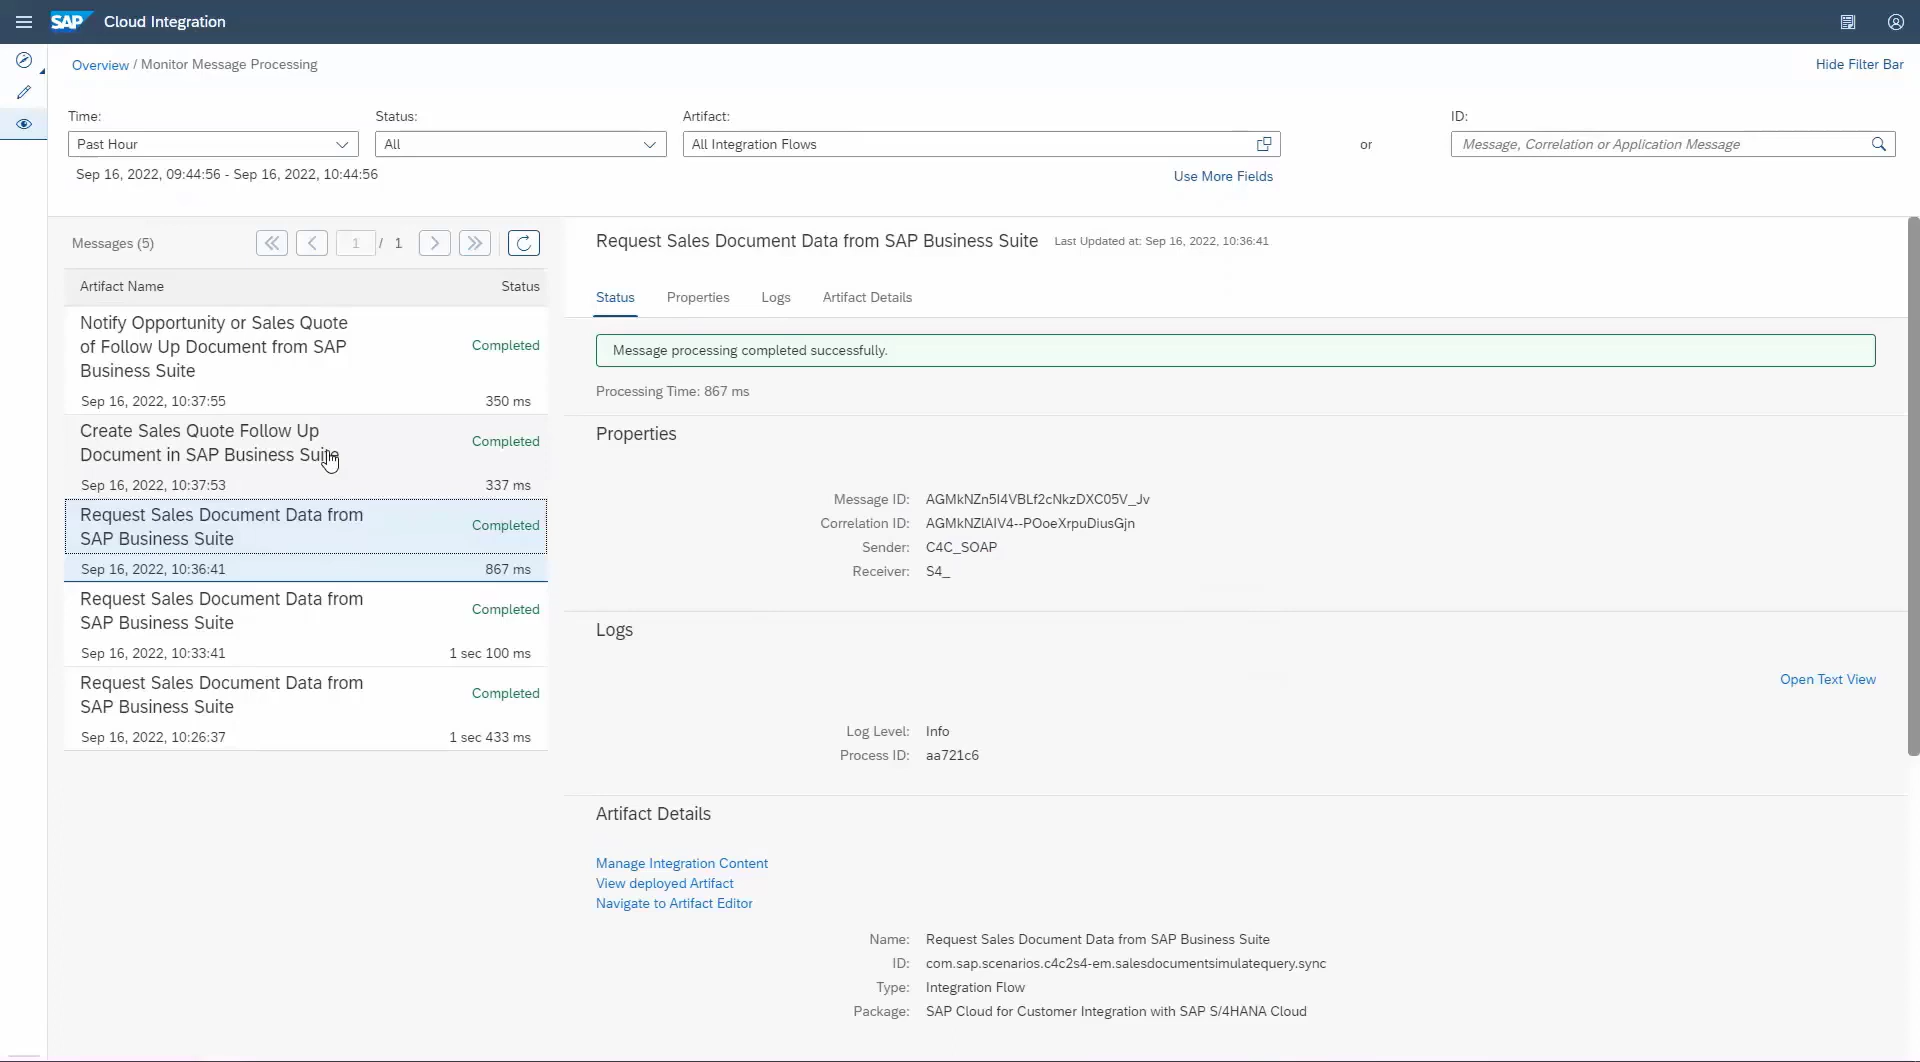 SAP Cloud Integration
Overview / Monitor Message Processing
Hide Filter Bar
Time:
Status:
Artifact:
ID:
Past Hour
All
All Integration Flows
or
Message, Correlation or Application Message
Sep 16, 2022, 09:44:56 - Sep 16, 2022, 10:44:56
Use More Fields
Messages (5)
1 / 1
Artifact Name
Status
Notify Opportunity or Sales Quote
of Follow Up Document from SAP
Business Suite
Completed
Sep 16, 2022, 10:37:55
350 ms
Create Sales Quote Follow Up
Document in SAP Business Suite
Completed
Sep 16, 2022, 10:37:53
337 ms
Request Sales Document Data from
SAP Business Suite
Completed
Sep 16, 2022, 10:36:41
867 ms
Request Sales Document Data from
SAP Business Suite
Completed
Sep 16, 2022, 10:33:41
1 sec 100 ms
Request Sales Document Data from
SAP Business Suite
Completed
Sep 16, 2022, 10:26:37
1 sec 433 ms
Request Sales Document Data from SAP Business Suite
Last Updated at: Sep 16, 2022, 10:36:41
Status
Properties
Logs
Artifact Details
Message processing completed successfully.
Processing Time: 867 ms
Properties
Message ID: AGMkNZn5I4VBLf2cNkzDXC05V_Jv
Correlation ID: AGMkNZlAIV4--POoeXrpuDiusGjn
Sender: C4C_SOAP
Receiver: S4_
Logs
Open Text View
Log Level: Info
Process ID: aa721c6
Artifact Details
Manage Integration Content
View deployed Artifact
Navigate to Artifact Editor
Name: Request Sales Document Data from SAP Business Suite
ID: com.sap.scenarios.c4c2s4-em.salesdocumentsimulatequery.sync
Type: Integration Flow
Package: SAP Cloud for Customer Integration with SAP S/4HANA Cloud